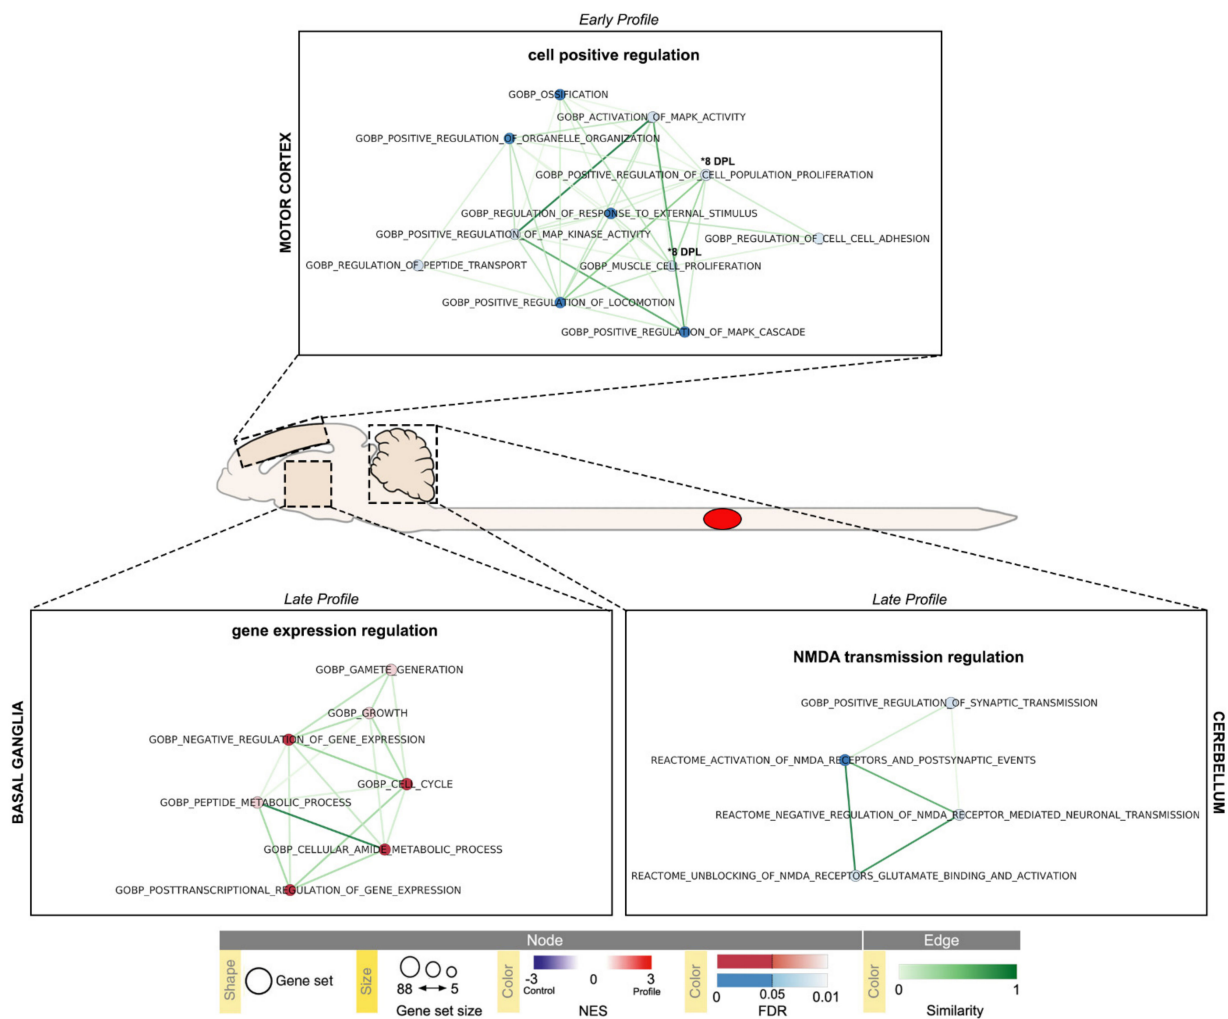 Early Profile
MOTOR CORTEX
cell positive regulation
GOBP_OSSIFICATION
GOBP_ACTIVATION_OF_MAPK_ACTIVITY
GOBP_POSITIVE_REGULATION_OF_ORGANELLE_ORGANIZATION
*8 DPL
GOBP_POSITIVE_REGULATION_OF_CELL_POPULATION_PROLIFERATION
GOBP_REGULATION_OF_RESPONSE_TO_EXTERNAL_STIMULUS
GOBP_POSITIVE_REGULATION_OF_MAP_KINASE_ACTIVITY
GOBP_REGULATION_OF_CELL_CELL_ADHESION
*8 DPL
GOBP_REGULATION_OF_PEPTIDE_TRANSPORT
GOBP_MUSCLE_CELL_PROLIFERATION
GOBP_POSITIVE_REGULATION_OF_LOCOMOTION
GOBP_POSITIVE_REGULATION_OF_MAPK_CASCADE
Late Profile
BASAL GANGLIA
gene expression regulation
GOBP_GAMETE_GENERATION
GOBP_GROWTH
GOBP_NEGATIVE_REGULATION_OF_GENE_EXPRESSION
GOBP_CELL_CYCLE
GOBP_PEPTIDE_METABOLIC_PROCESS
GOBP_CELLULAR_AMIDE_METABOLIC_PROCESS
GOBP_POSTTRANSCRIPTIONAL_REGULATION_OF_GENE_EXPRESSION
Late Profile
CEREBELLUM
NMDA transmission regulation
GOBP_POSITIVE_REGULATION_OF_SYNAPTIC_TRANSMISSION
REACTOME_ACTIVATION_OF_NMDA_RECEPTORS_AND_POSTSYNAPTIC_EVENTS
REACTOME_NEGATIVE_REGULATION_OF_NMDA_RECEPTOR_MEDIATED_NEURONAL_TRANSMISSION
REACTOME_UNBLOCKING_OF_NMDA_RECEPTORS_GLUTAMATE_BINDING_AND_ACTIVATION
Node
Edge
Shape
Gene set
Size
88 5
Gene set size
Color
-3 0 3
Control Profile
NES
Color
0 0.05 0.01
FDR
Color
0 1
Similarity